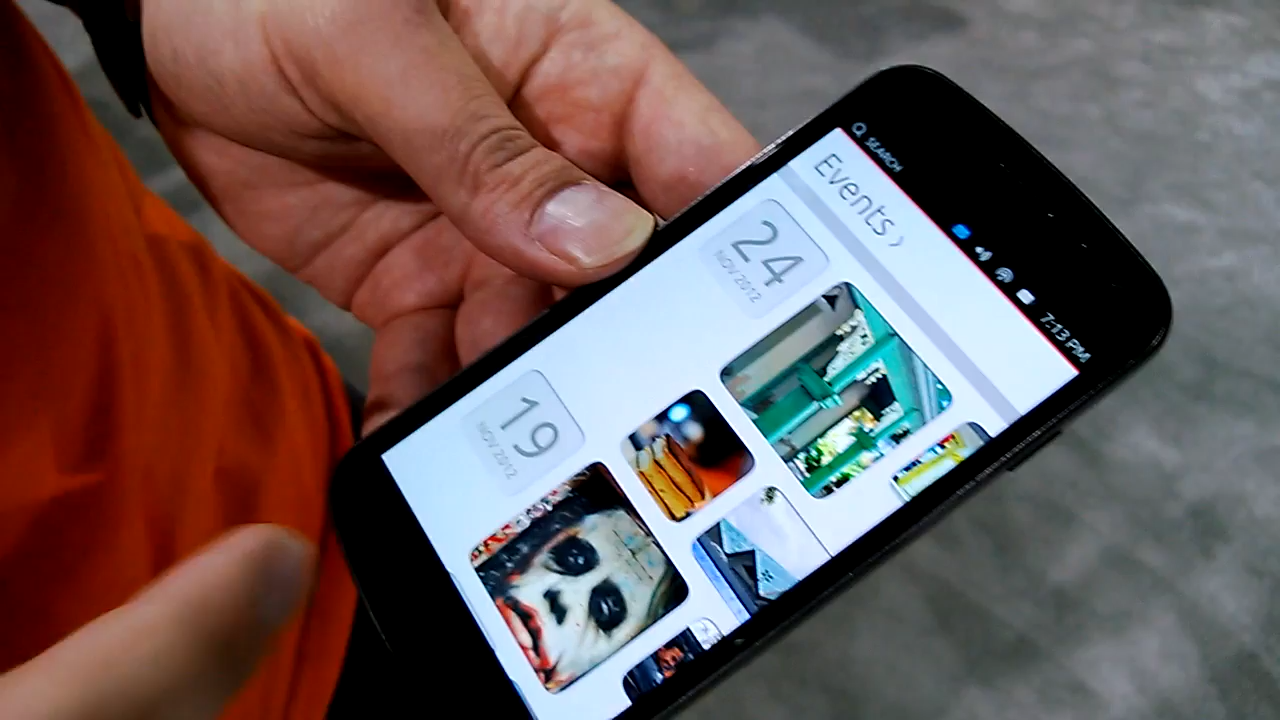 SEARCH
7:13 PM
Events ›
24
NOV 2012
19
NOV 2012